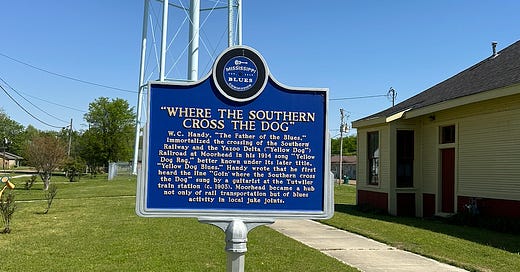 MISSISSIPPI
BLUES
COMMISSION
"WHERE THE SOUTHERN
CROSS THE DOG"
W.C. Handy, "The Father of the Blues,"
immortalized the crossing of the Southern
Railway and the Yazoo Delta ("Yellow Dog")
Railroad at Moorhead in his 1914 song "Yellow
Dog Rag," better known under its later title,
"Yellow Dog Blues." Handy wrote that he first
heard the line "Goin' where the Southern cross
the Dog" sung by a guitarist at the Tutwiler
train station (c. 1903). Moorhead became a hub
not only of rail transportation but of blues
activity in local juke joints.